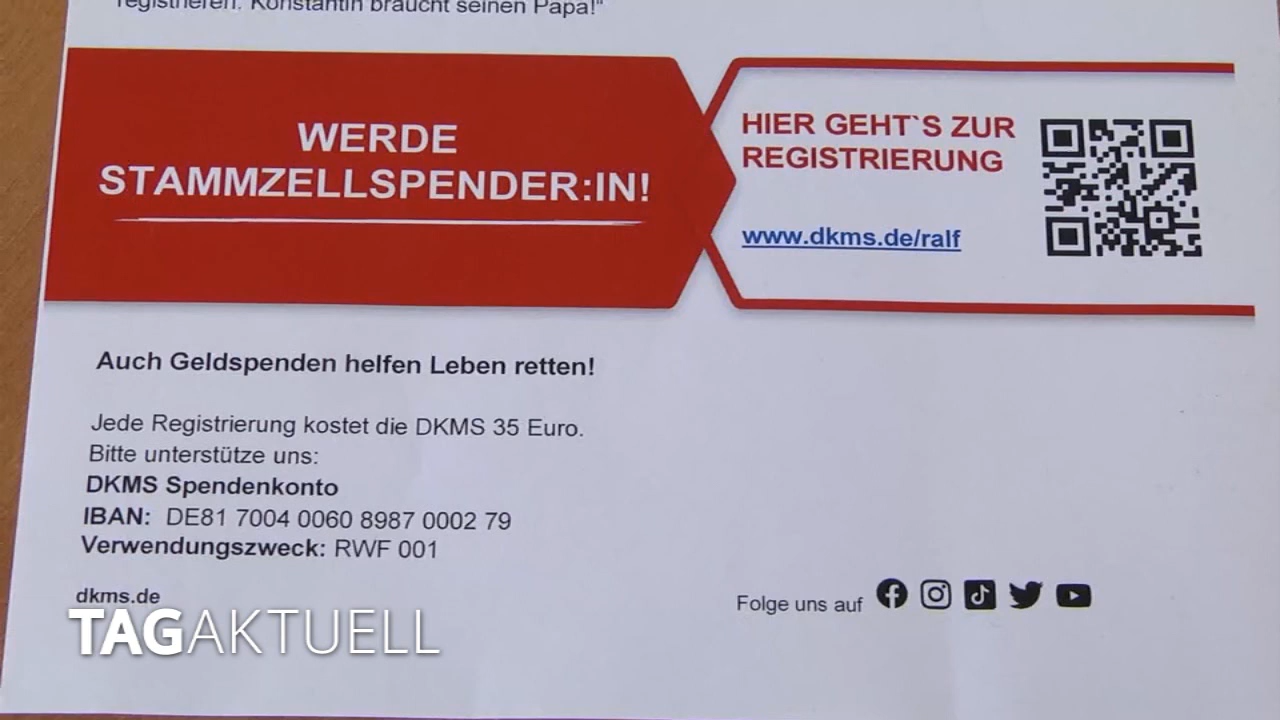 registrieren. Konstantin braucht seinen Papa!“
WERDE
STAMMZELLSPENDER:IN!
HIER GEHT`S ZUR
REGISTRIERUNG
www.dkms.de/ralf
Auch Geldspenden helfen Leben retten!
Jede Registrierung kostet die DKMS 35 Euro.
Bitte unterstütze uns:
DKMS Spendenkonto
IBAN: DE81 7004 0060 8987 0002 79
Verwendungszweck: RWF 001
dkms.de
Folge uns auf
TAGAKTUELL